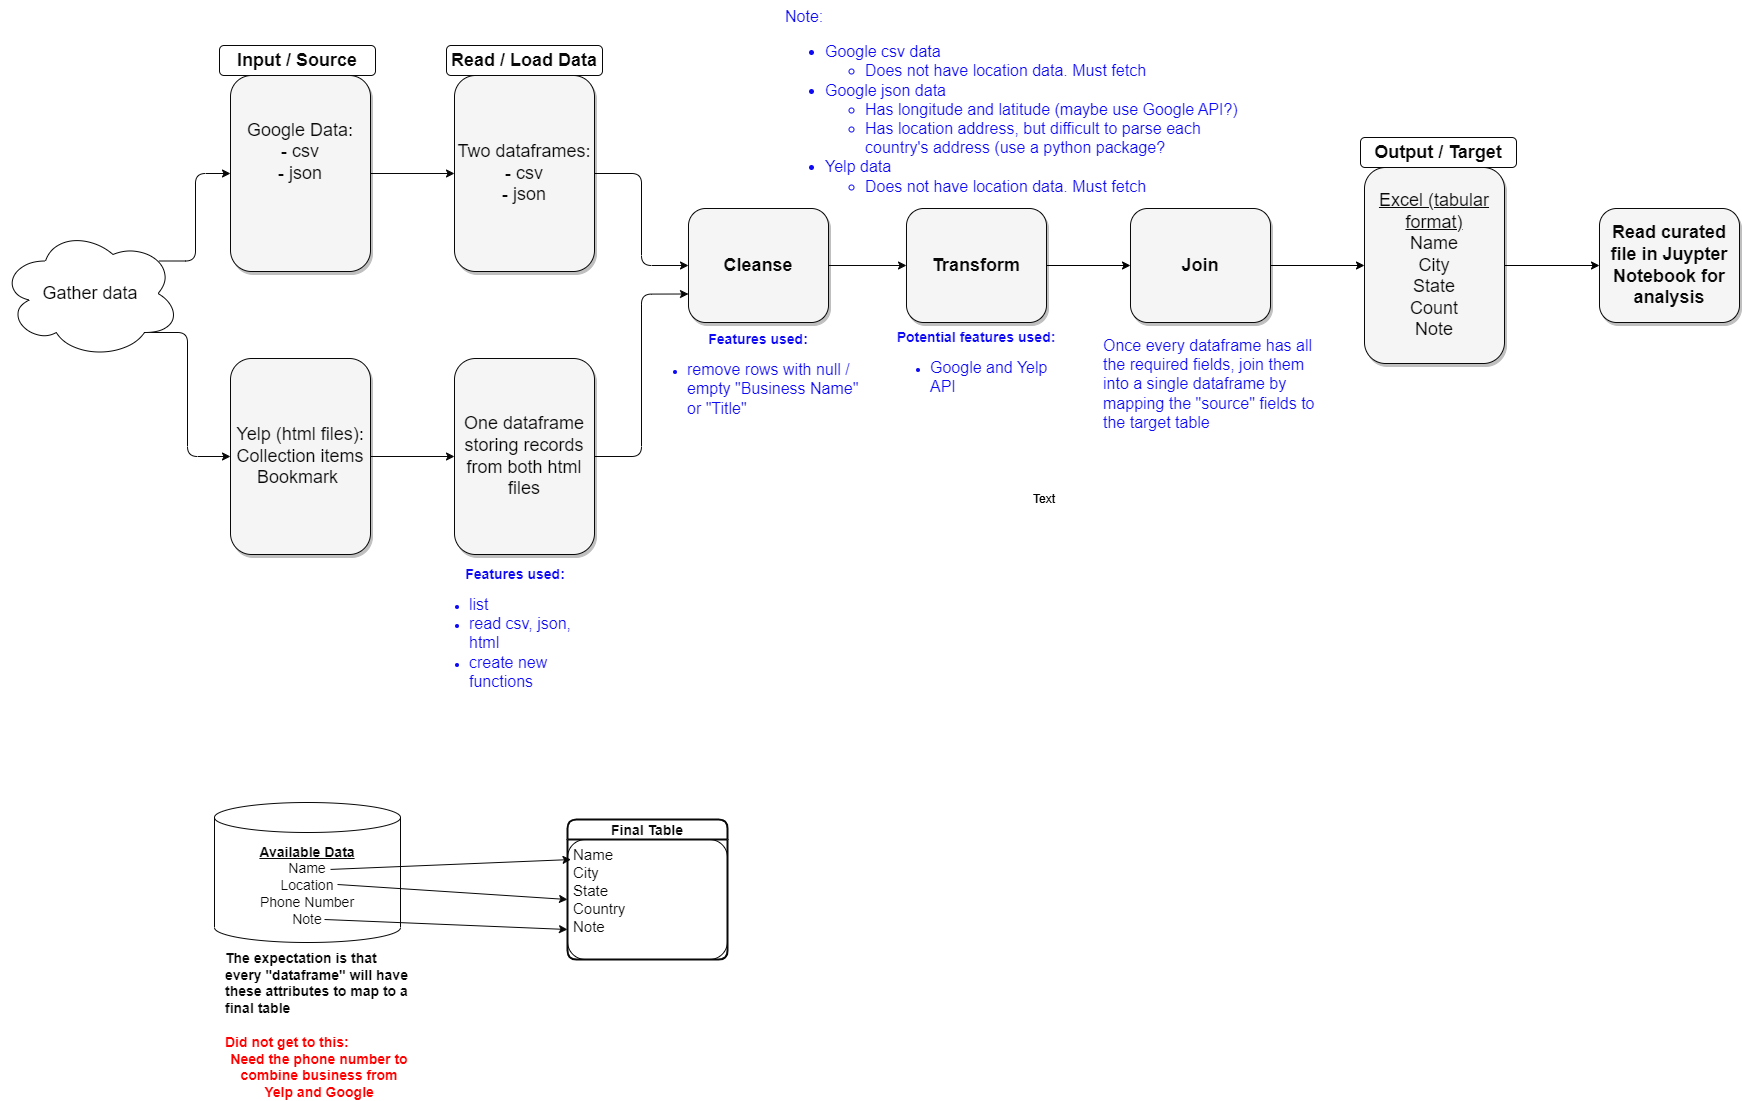 Note:
• Google csv data
◦ Does not have location data. Must fetch
• Google json data
◦ Has longitude and latitude (maybe use Google API?)
◦ Has location address, but difficult to parse each
country's address (use a python package?
• Yelp data
◦ Does not have location data. Must fetch
Input / Source
Google Data:
- csv
- json
Read / Load Data
Two dataframes:
- csv
- json
Gather data
Yelp (html files):
Collection items
Bookmark
One dataframe
storing records
from both html
files
Features used:
• list
• read csv, json,
html
• create new
functions
Cleanse
Features used:
• remove rows with null /
empty "Business Name"
or "Title"
Transform
Potential features used:
• Google and Yelp
API
Join
Once every dataframe has all
the required fields, join them
into a single dataframe by
mapping the "source" fields to
the target table
Text
Output / Target
Excel (tabular
format)
Name
City
State
Count
Note
Read curated
file in Juypter
Notebook for
analysis
Available Data
Name
Location
Phone Number
Note
Final Table
Name
City
State
Country
Note
The expectation is that
every "dataframe" will have
these attributes to map to a
final table
Did not get to this:
Need the phone number to
combine business from
Yelp and Google